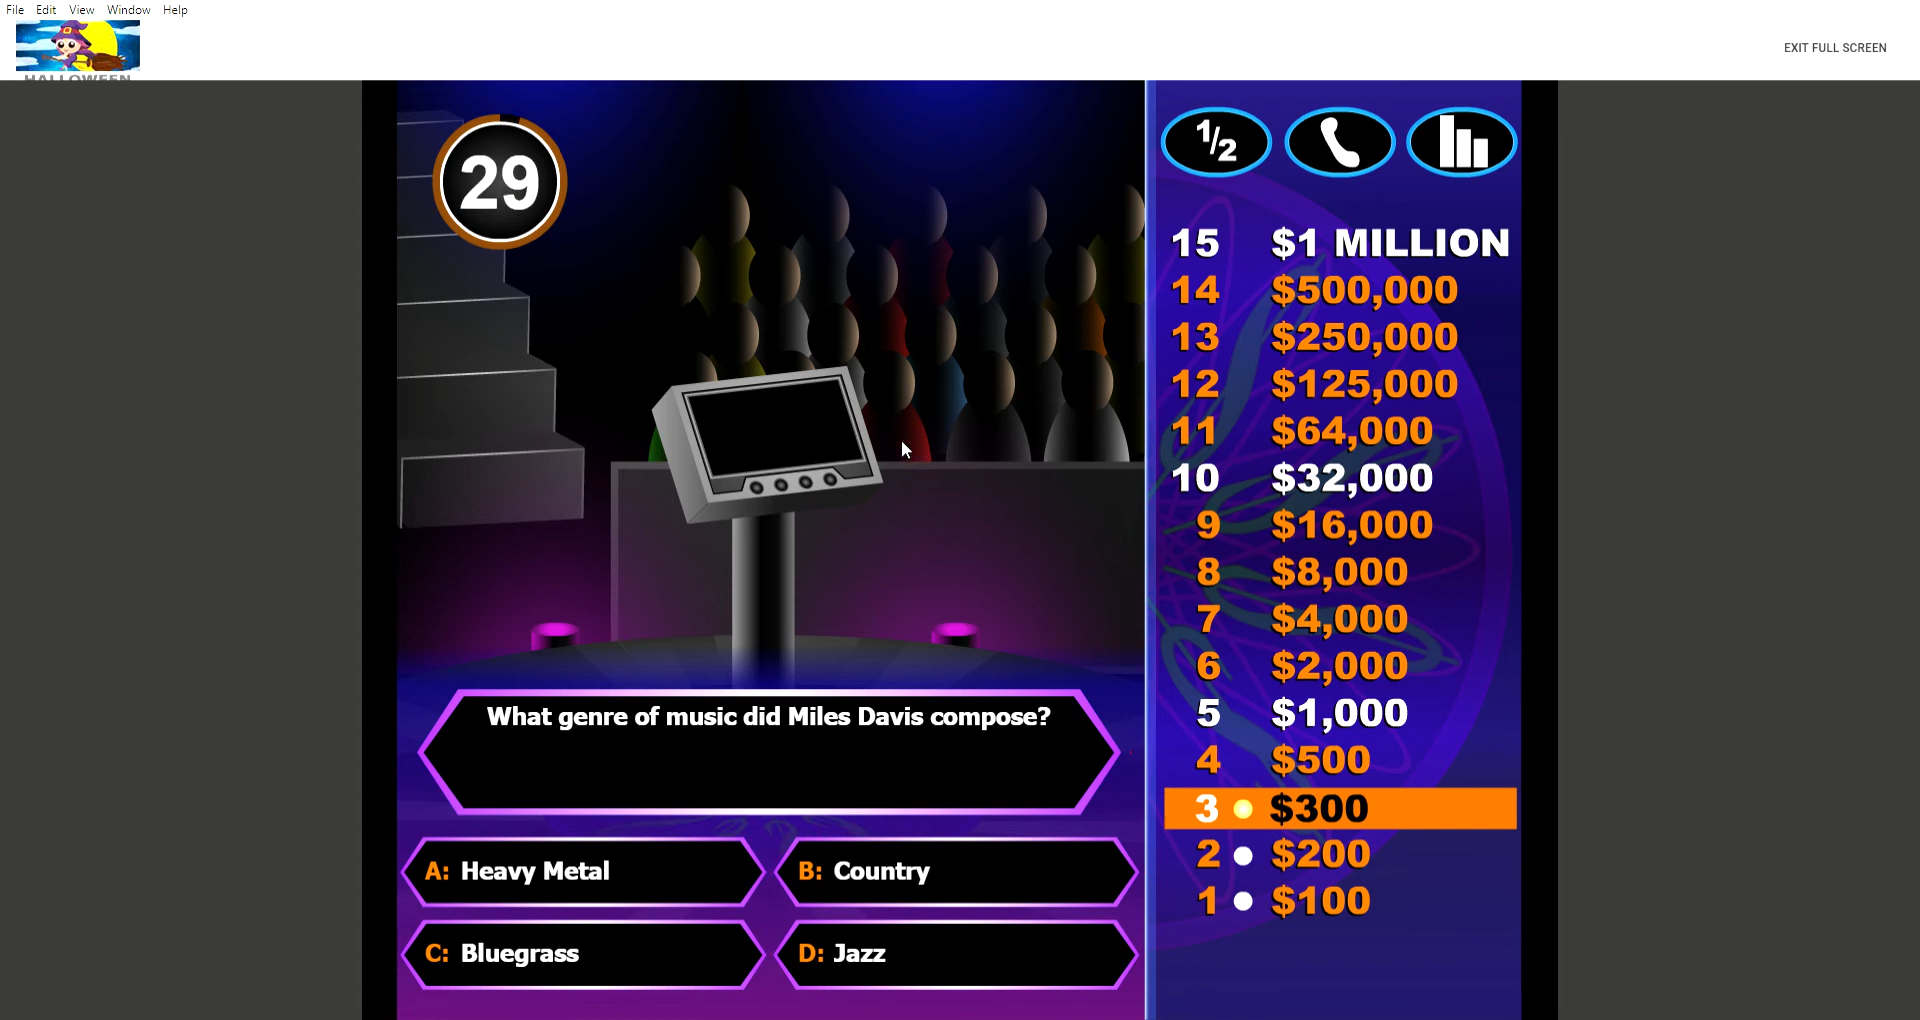 File Edit View Window Help
HALLOWEEN
EXIT FULL SCREEN
29
1/2
15 $1 MILLION
14 $500,000
13 $250,000
12 $125,000
11 $64,000
10 $32,000
9 $16,000
8 $8,000
7 $4,000
6 $2,000
5 $1,000
4 $500
3 $300
2 $200
1 $100
What genre of music did Miles Davis compose?
A: Heavy Metal
B: Country
C: Bluegrass
D: Jazz